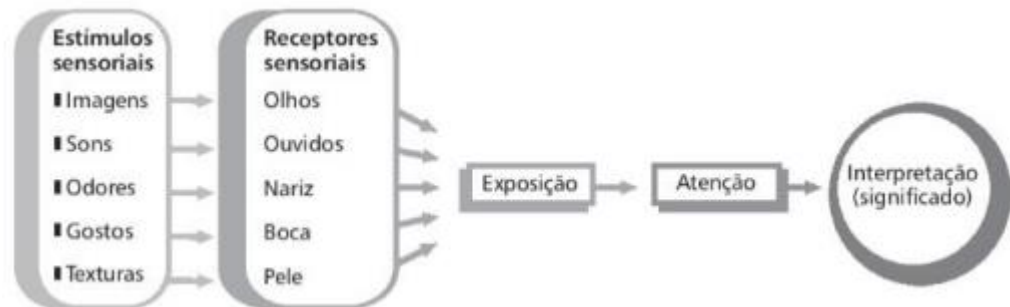 Estímulos
sensoriais
Imagens
Sons
Odores
Gostos
Texturas
Receptores
sensoriais
Olhos
Ouvidos
Nariz
Boca
Pele
Exposição
Atenção
Interpretação
(significado)